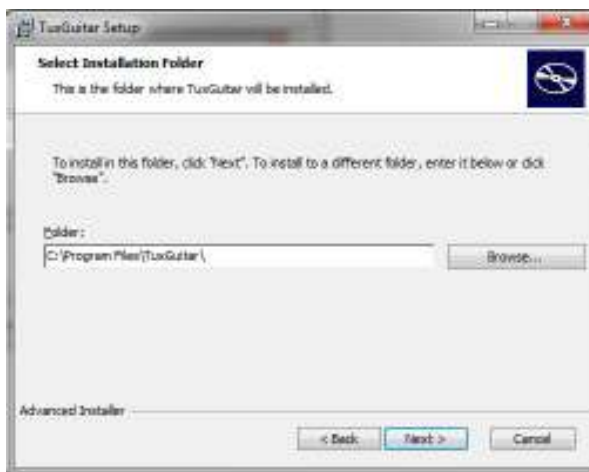 TuxGuitar Setup
Select Installation Folder
This is the folder where TuxGuitar will be installed.
To install in this folder, click "Next". To install to a different folder, enter it below or click
"Browse".
Folder:
C:\Program Files\TuxGuitar\
Browse...
Advanced Installer
< Back
Next >
Cancel